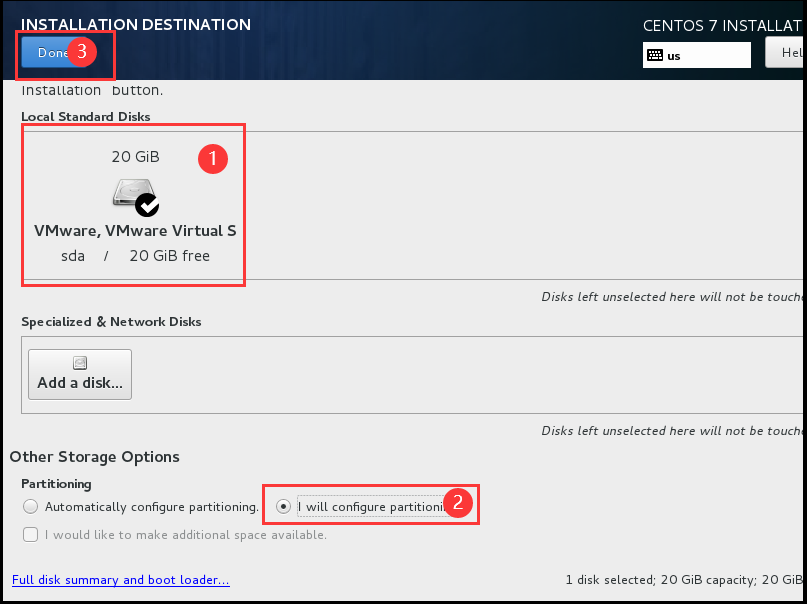 INSTALLATION DESTINATION
CENTOS 7 INSTALLAT
Done 3
us
Hel
Installation button.
Local Standard Disks
20 GiB
1
VMware, VMware Virtual S
sda / 20 GiB free
Disks left unselected here will not be touche
Specialized & Network Disks
Add a disk...
Disks left unselected here will not be touche
Other Storage Options
Partitioning
Automatically configure partitioning.
I will configure partitioni 2
I would like to make additional space available.
Full disk summary and boot loader...
1 disk selected; 20 GiB capacity; 20 GiB